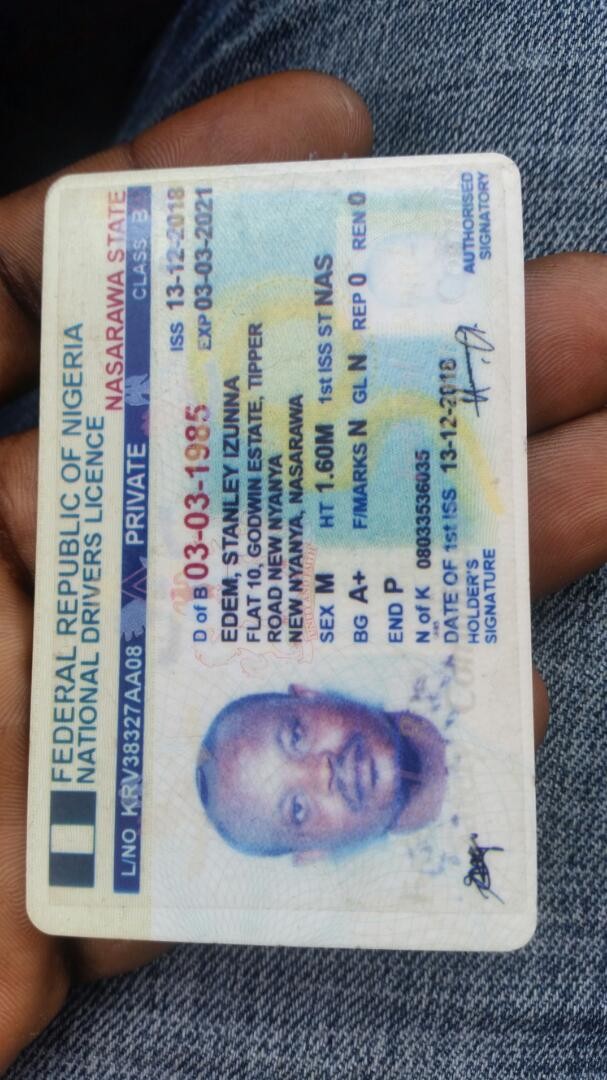 FEDERAL REPUBLIC OF NIGERIA
NATIONAL DRIVERS LICENCE
NASARAWA STATE
L/NO KRV38327AA08 PRIVATE CLASS B
D of B 03-03-1985
ISS 13-12-2018
EXP 03-03-2021
EDEM, STANLEY IZUNNA
FLAT 10, GODWIN ESTATE, TIPPER
ROAD NEW NYANYA
NEW NYANYA, NASARAWA
SEX M HT 1.60M 1st ISS ST NAS
BG A+ F/MARKS N GL N REP 0 REN 0
END P
N of K 08033536035
DATE OF 1st ISS 13-12-2018
HOLDER'S
SIGNATURE
AUTHORISED
SIGNATORY